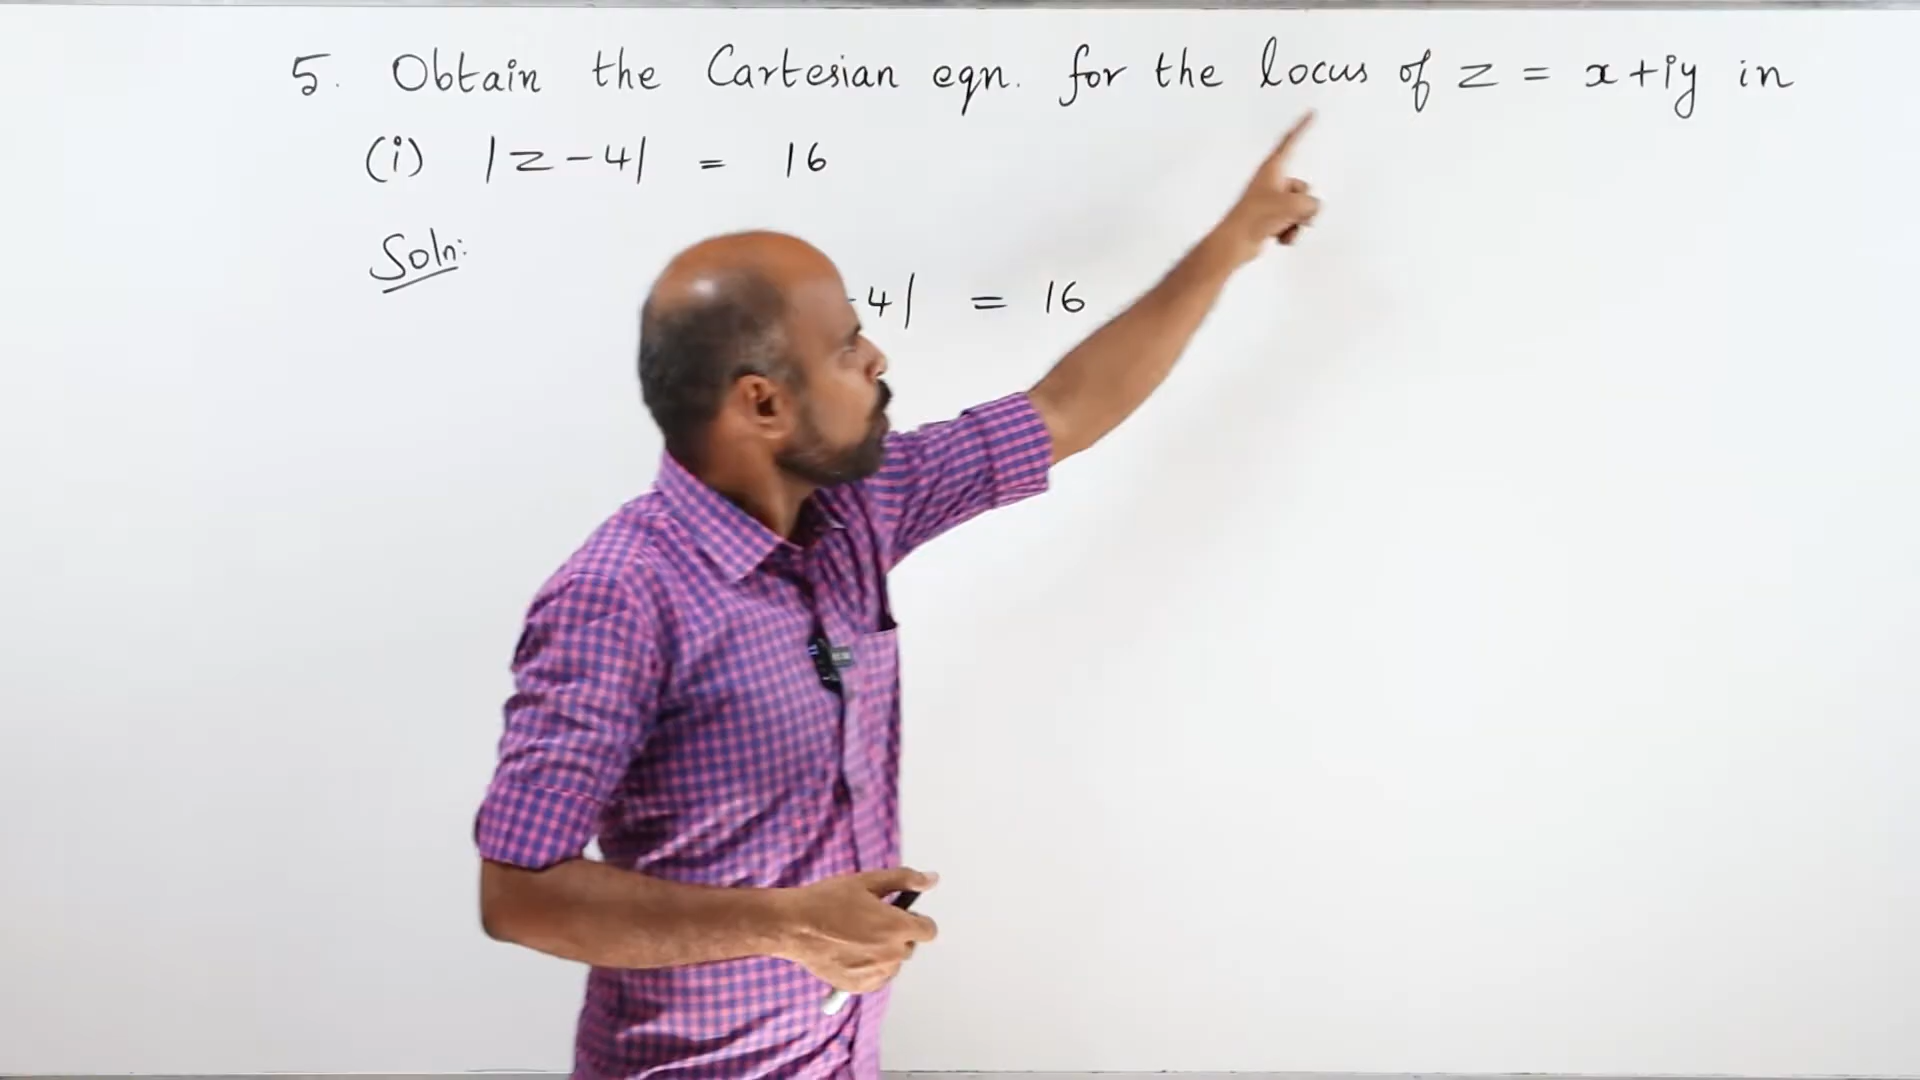 5. Obtain the Cartesian eqn. for the locus of z = x+iy in
(i) |z-4| = 16
Soln:
-4| = 16